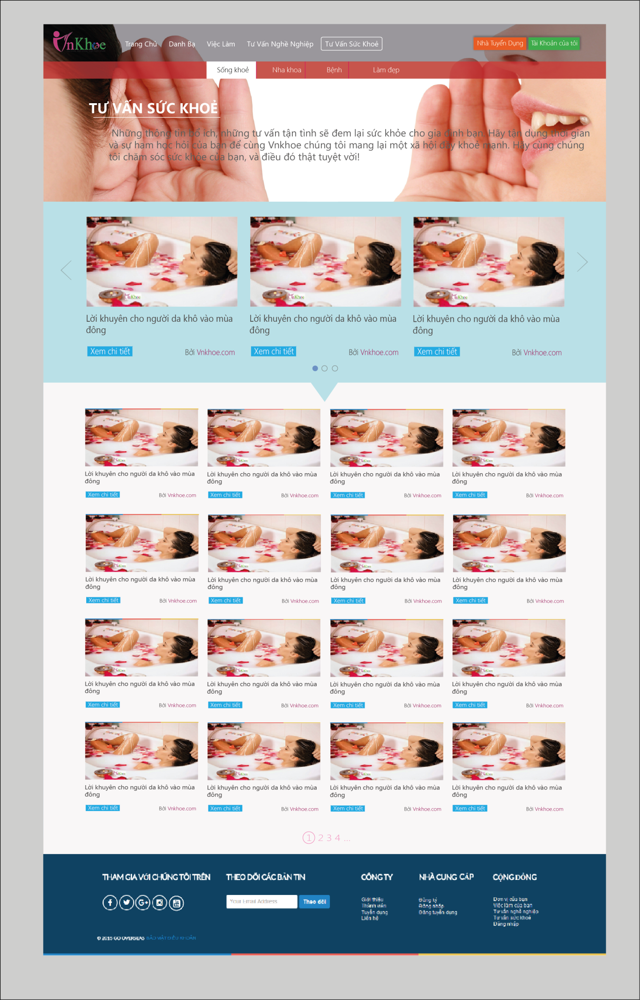 VnKhoe
Trang Chủ Danh Bạ Việc Làm Tư Vấn Nghề Nghiệp Tư Vấn Sức Khoẻ Nhà Tuyển Dụng Tài Khoản của tôi
Sống khoẻ Nha khoa Bệnh Làm đẹp
TƯ VẤN SỨC KHOẺ
Những thông tin bổ ích, những tư vấn tận tình sẽ đem lại sức khỏe cho gia đình bạn. Hãy tận dụng thời gian
và sự ham học hỏi của bạn để cùng Vnkhoe chúng tôi mang lại một xã hội đầy khoẻ mạnh. Hãy cùng chúng
tôi chăm sóc sức khỏe của bạn, và điều đó thật tuyệt vời!
VnKhoe VnKhoe VnKhoe
Lời khuyên cho người da khô vào mùa Lời khuyên cho người da khô vào mùa Lời khuyên cho người da khô vào mùa
đông đông đông
Xem chi tiết Bởi Vnkhoe.com Xem chi tiết Bởi Vnkhoe.com Xem chi tiết Bởi Vnkhoe.com
Lời khuyên cho người da khô vào mùa Lời khuyên cho người da khô vào mùa Lời khuyên cho người da khô vào mùa Lời khuyên cho người da khô vào mùa
đông đông đông đông
Xem chi tiết Bởi Vnkhoe.com Xem chi tiết Bởi Vnkhoe.com Xem chi tiết Bởi Vnkhoe.com Xem chi tiết Bởi Vnkhoe.com
Lời khuyên cho người da khô vào mùa Lời khuyên cho người da khô vào mùa Lời khuyên cho người da khô vào mùa Lời khuyên cho người da khô vào mùa
đông đông đông đông
Xem chi tiết Bởi Vnkhoe.com Xem chi tiết Bởi Vnkhoe.com Xem chi tiết Bởi Vnkhoe.com Xem chi tiết Bởi Vnkhoe.com
Lời khuyên cho người da khô vào mùa Lời khuyên cho người da khô vào mùa Lời khuyên cho người da khô vào mùa Lời khuyên cho người da khô vào mùa
đông đông đông đông
Xem chi tiết Bởi Vnkhoe.com Xem chi tiết Bởi Vnkhoe.com Xem chi tiết Bởi Vnkhoe.com Xem chi tiết Bởi Vnkhoe.com
Lời khuyên cho người da khô vào mùa Lời khuyên cho người da khô vào mùa Lời khuyên cho người da khô vào mùa Lời khuyên cho người da khô vào mùa
đông đông đông đông
Xem chi tiết Bởi Vnkhoe.com Xem chi tiết Bởi Vnkhoe.com Xem chi tiết Bởi Vnkhoe.com Xem chi tiết Bởi Vnkhoe.com
1 2 3 4 ...
THAM GIA VỚI CHÚNG TÔI TRÊN THEO DÕI CÁC BẢN TIN CÔNG TY NHÀ CUNG CẤP CỘNG ĐỒNG
Your Email Address Theo dõi
Giới thiệu Đăng ký Đơn vị của bạn
Thành viên Đăng nhập Việc làm của bạn
Tuyển dụng Đăng tuyển dụng Tư vấn nghề nghiệp
Liên hệ Tư vấn sức khoẻ
Đăng nhập
© 2015 GO OVERSEAS BẢO MẬT ĐIỀU KHOẢN